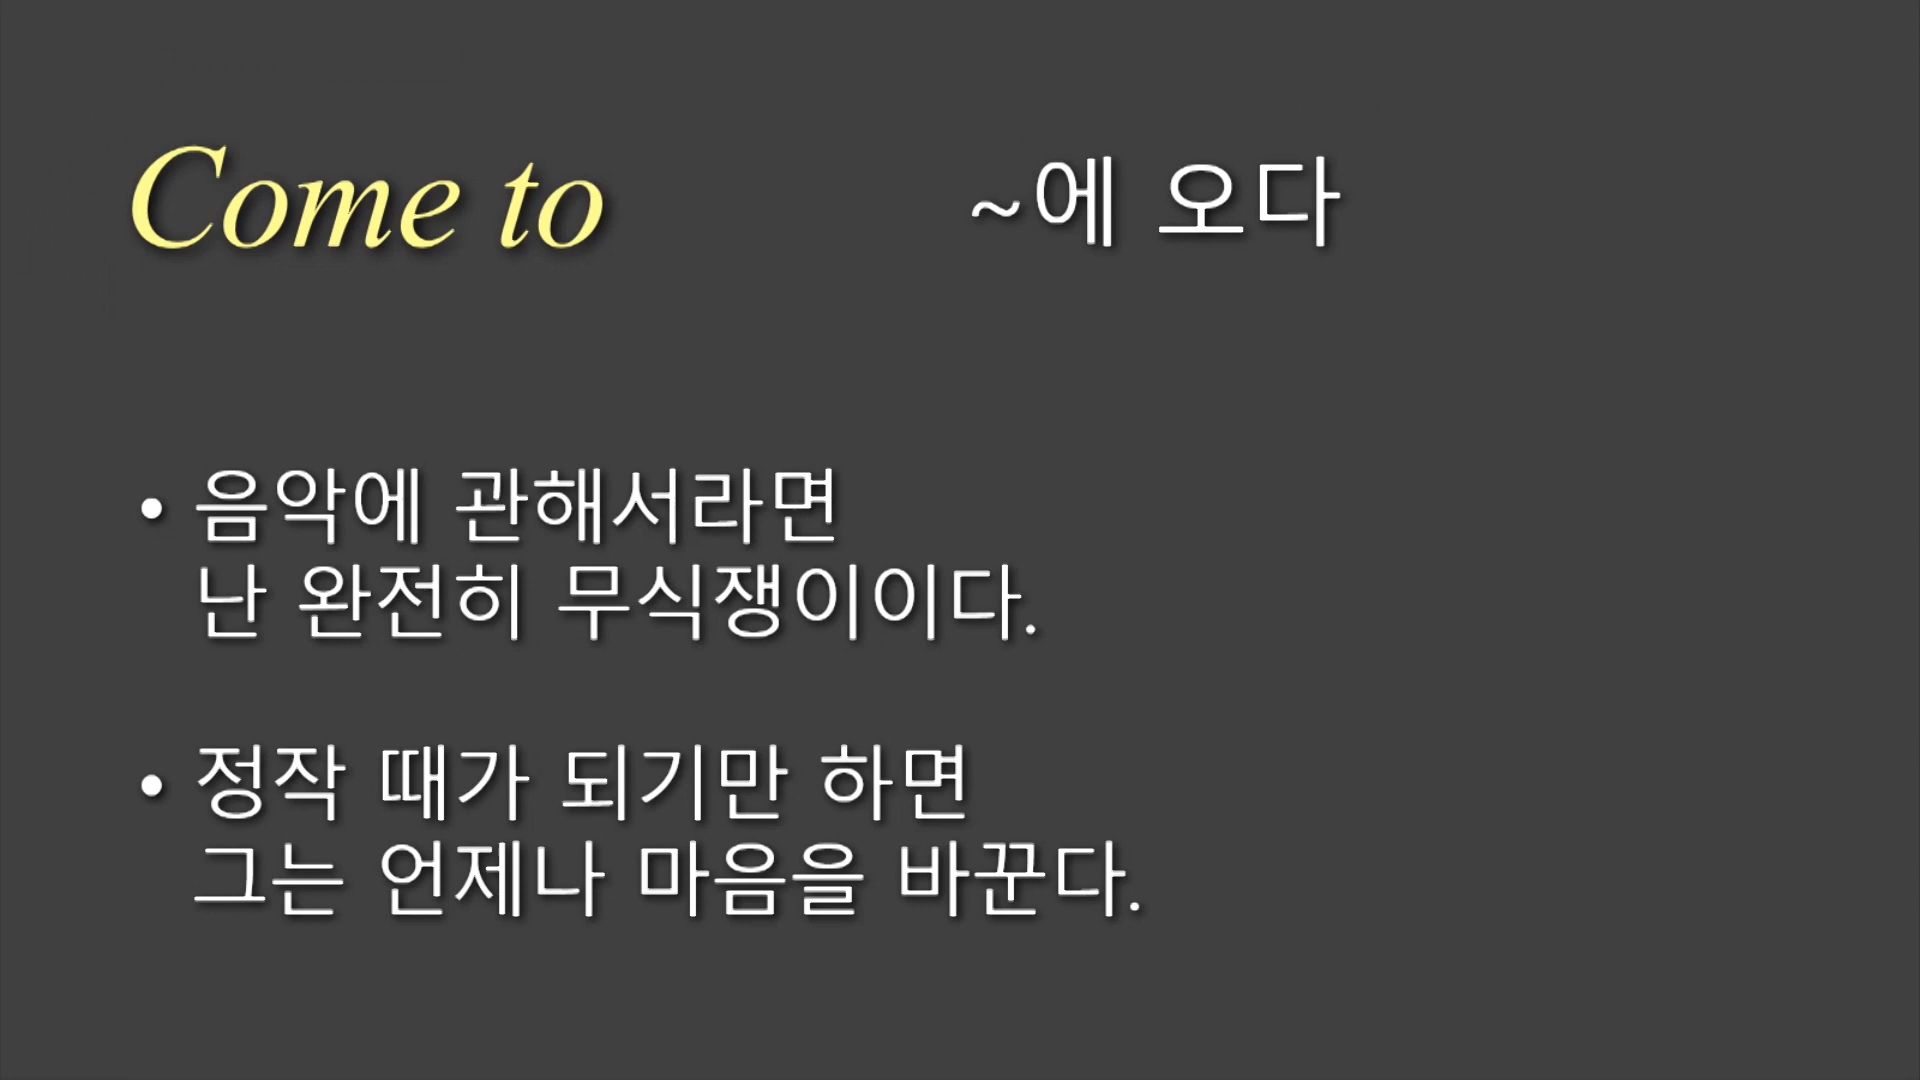 Come to ~에 오다
• 음악에 관해서라면
난 완전히 무식쟁이이다.
• 정작 때가 되기만 하면
그는 언제나 마음을 바꾼다.